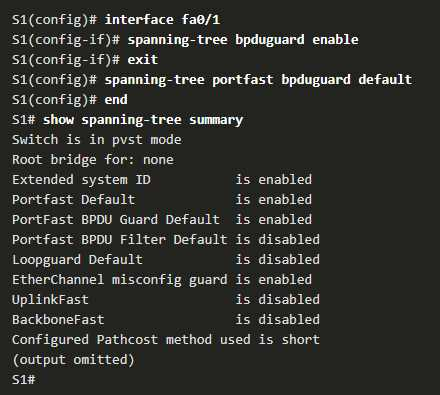 S1(config)# interface fa0/1
S1(config-if)# spanning-tree bpduguard enable
S1(config-if)# exit
S1(config)# spanning-tree portfast bpduguard default
S1(config)# end
S1# show spanning-tree summary
Switch is in pvst mode
Root bridge for: none
Extended system ID           is enabled
Portfast Default             is enabled
PortFast BPDU Guard Default  is enabled
Portfast BPDU Filter Default is disabled
Loopguard Default            is disabled
EtherChannel misconfig guard is enabled
UplinkFast                   is disabled
BackboneFast                 is disabled
Configured Pathcost method used is short
(output omitted)
S1#